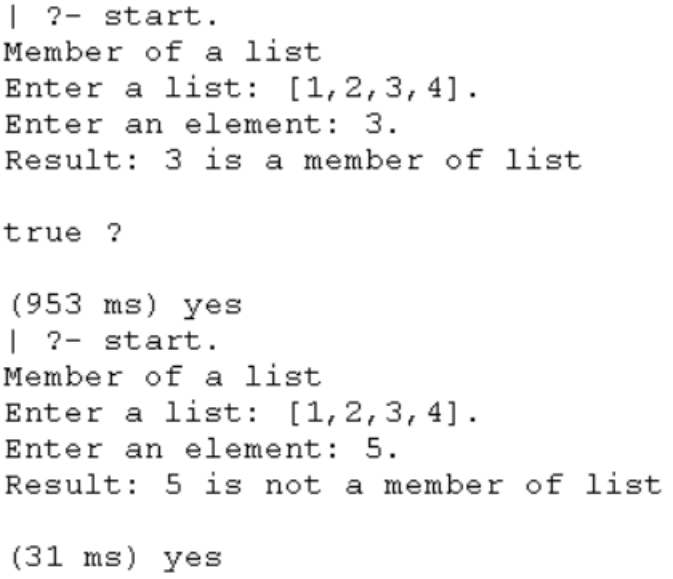 | ?- start.
Member of a list
Enter a list: [1,2,3,4].
Enter an element: 3.
Result: 3 is a member of list
true ?
(953 ms) yes
| ?- start.
Member of a list
Enter a list: [1,2,3,4].
Enter an element: 5.
Result: 5 is not a member of list
(31 ms) yes